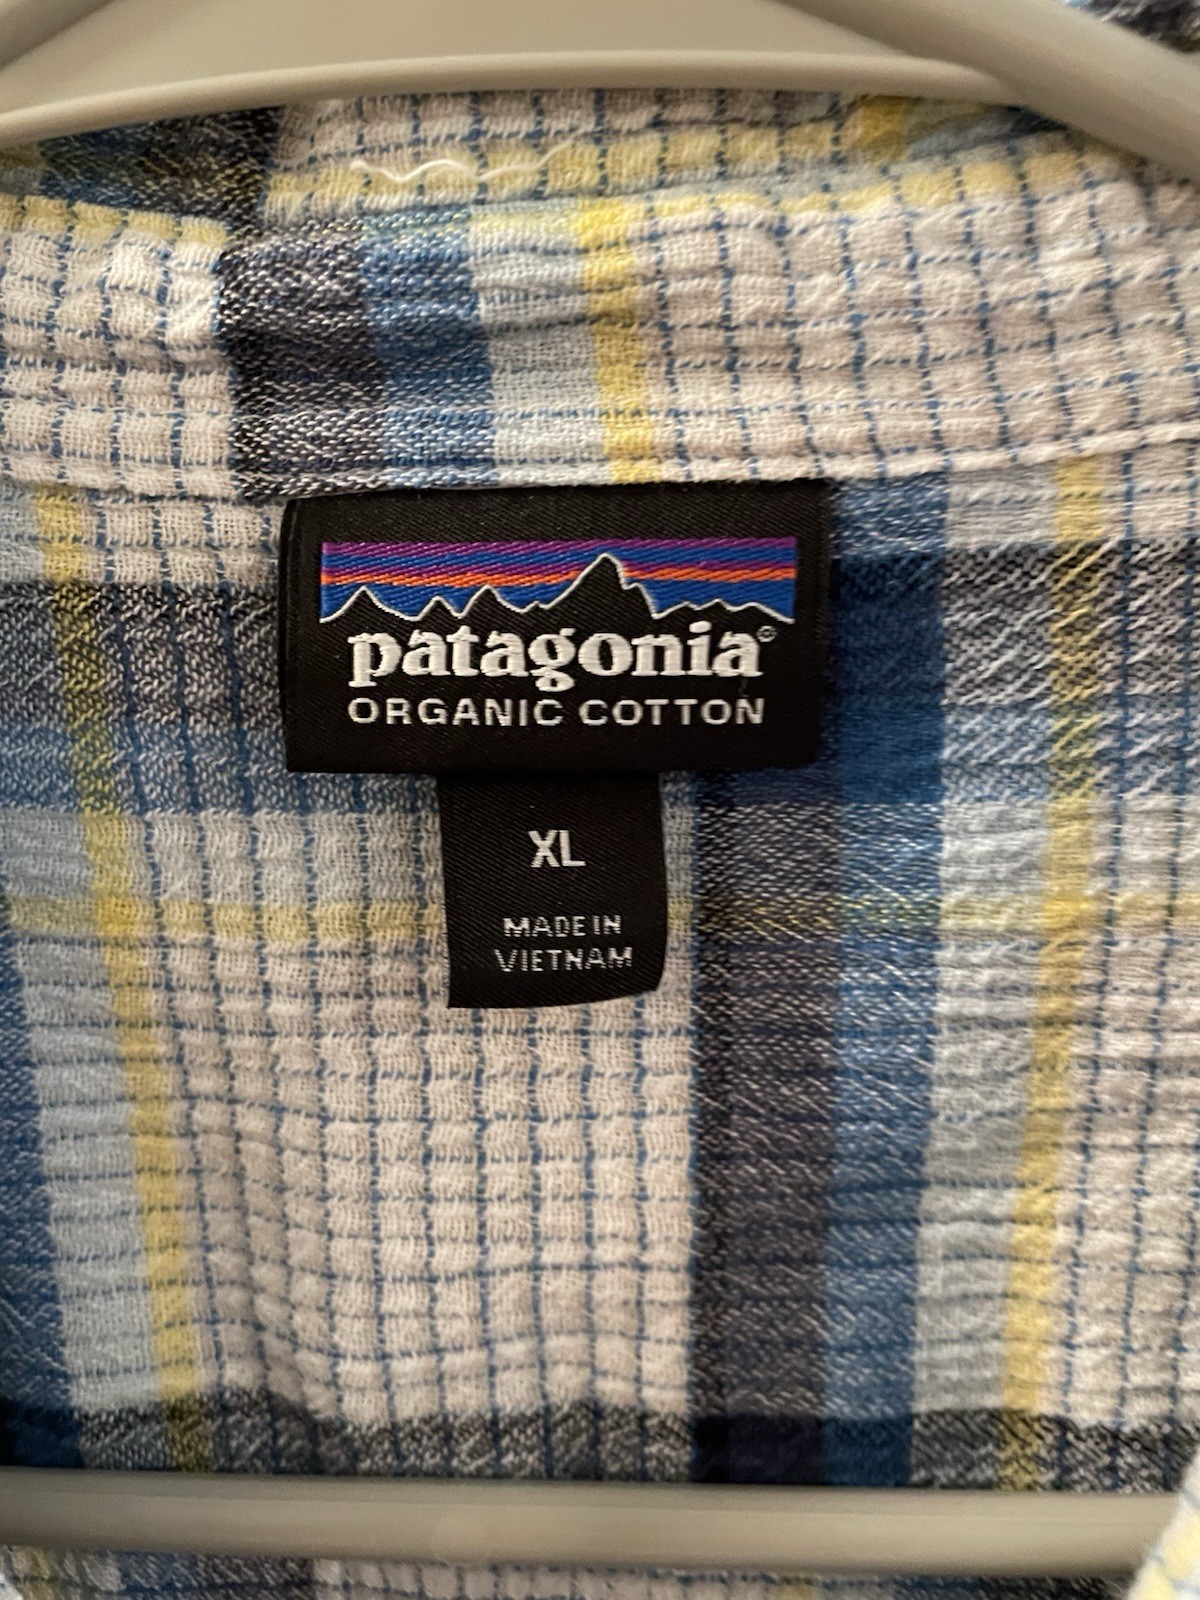 patagonia®
ORGANIC COTTON
XL
MADE IN
VIETNAM